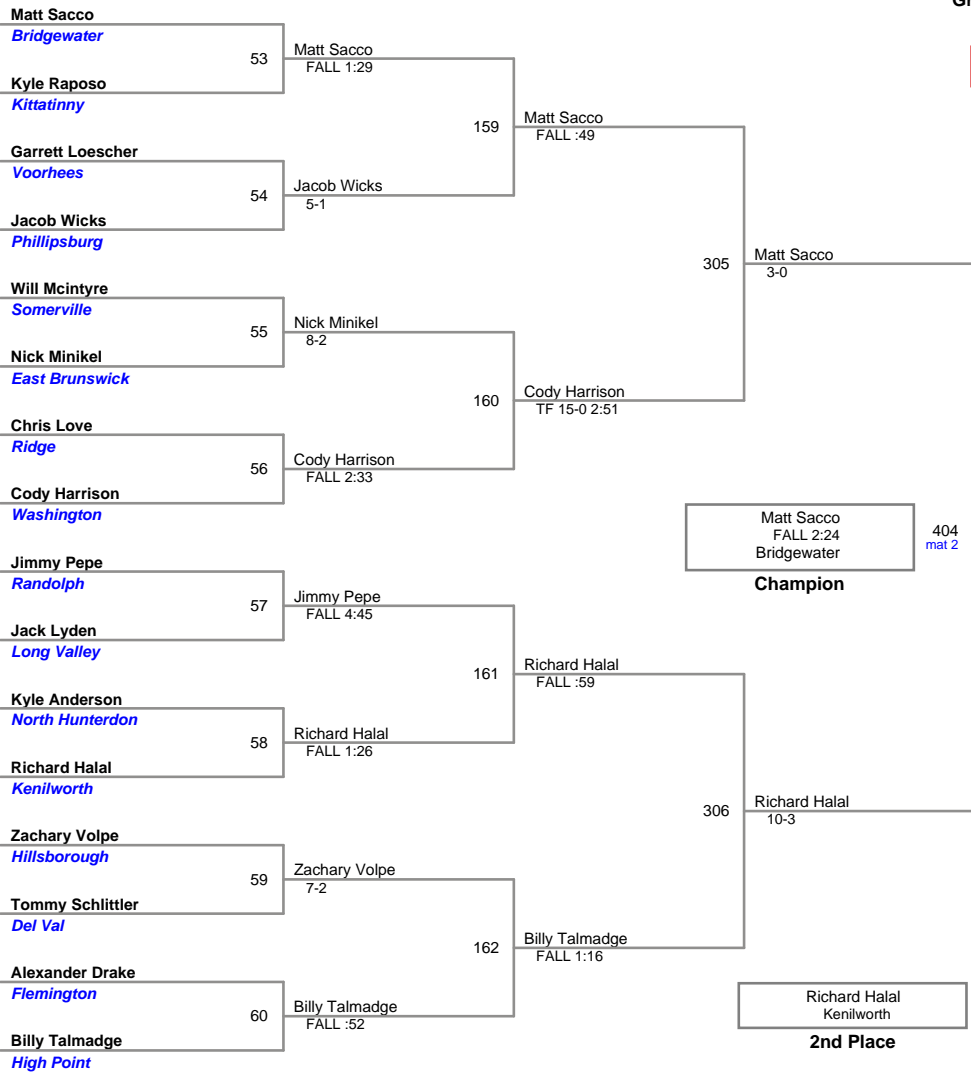 Matt Sacco
Bridgewater
53
Kyle Raposo
Kittatinny
Matt Sacco
FALL 1:29
Garrett Loescher
Voorhees
54
Jacob Wicks
Phillipsburg
Jacob Wicks
5-1
159
Matt Sacco
FALL :49
Will Mcintyre
Somerville
55
Nick Minikel
East Brunswick
Nick Minikel
8-2
Chris Love
Ridge
56
Cody Harrison
Washington
Cody Harrison
FALL 2:33
160
Cody Harrison
TF 15-0 2:51
305
Matt Sacco
3-0
Matt Sacco
FALL 2:24
Bridgewater
404
mat 2
Champion
Jimmy Pepe
Randolph
57
Jack Lyden
Long Valley
Jimmy Pepe
FALL 4:45
Kyle Anderson
North Hunterdon
58
Richard Halal
Kenilworth
Richard Halal
FALL 1:26
161
Richard Halal
FALL :59
Zachary Volpe
Hillsborough
59
Tommy Schlittler
Del Val
Zachary Volpe
7-2
Alexander Drake
Flemington
60
Billy Talmadge
High Point
Billy Talmadge
FALL :52
162
Billy Talmadge
FALL 1:16
306
Richard Halal
10-3
Richard Halal
Kenilworth
2nd Place